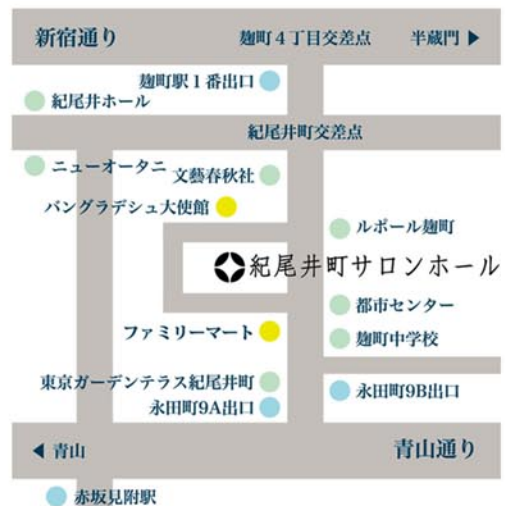 新宿通り
麹町４丁目交差点
半蔵門 ▶
麹町駅１番出口
紀尾井ホール
紀尾井町交差点
ニューオータニ
文藝春秋社
バングラデシュ大使館
ルポール麹町
紀尾井町サロンホール
都市センター
ファミリーマート
麹町中学校
東京ガーデンテラス紀尾井町
永田町9A出口
永田町9B出口
◀ 青山
青山通り
赤坂見附駅